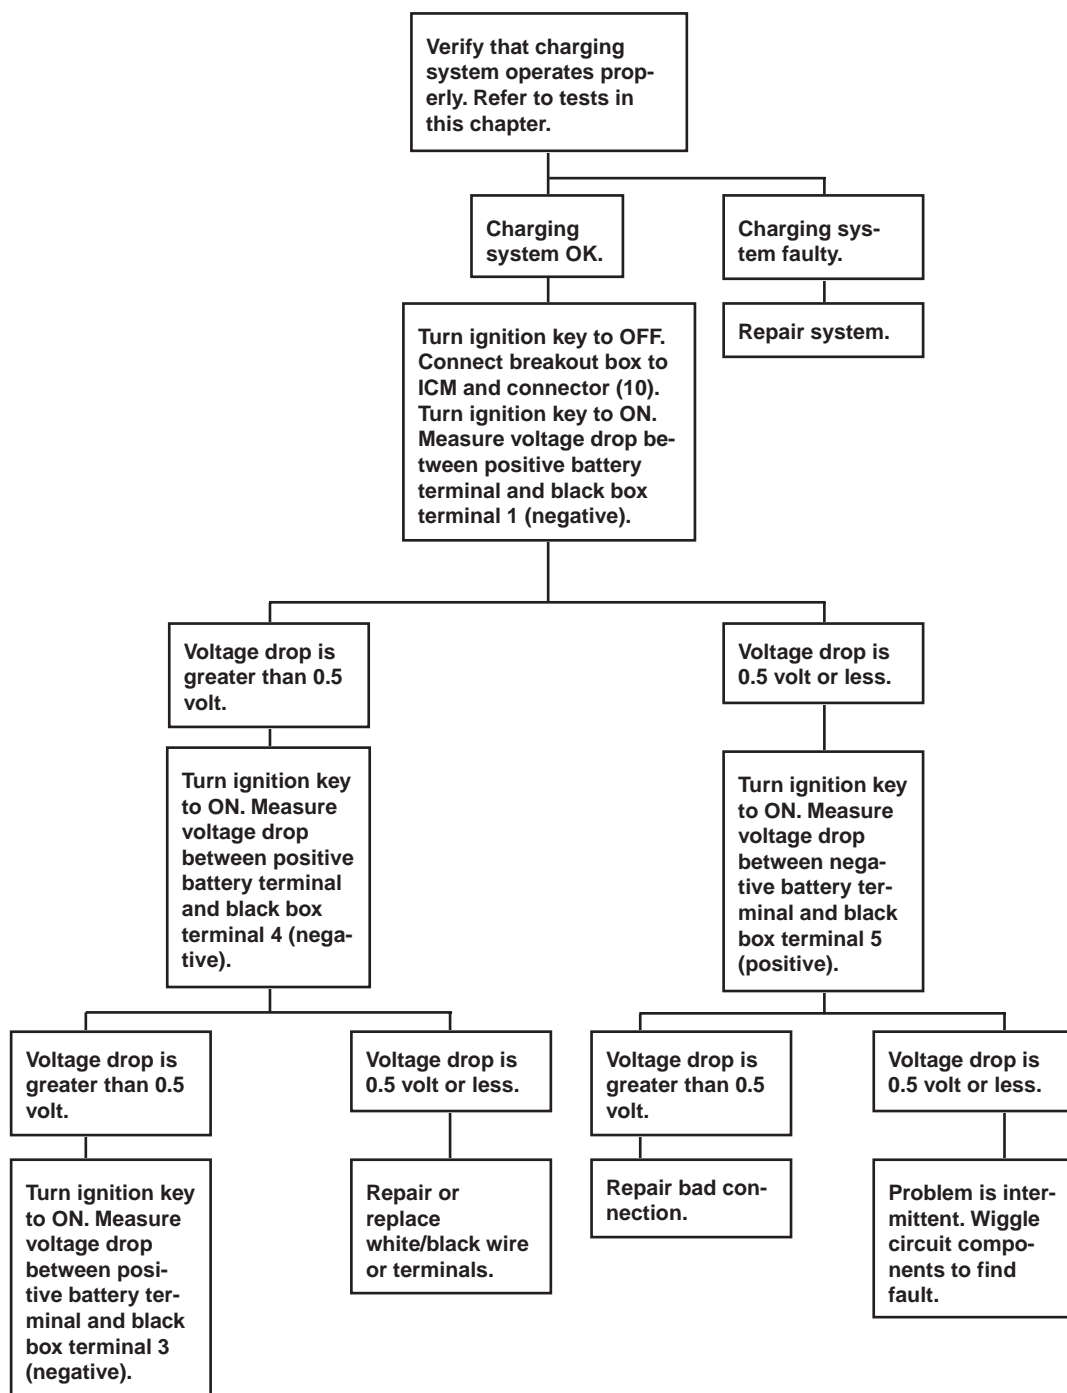 Verify that charging
system operates prop-
erly. Refer to tests in
this chapter.
Charging
system OK.
Charging sys-
tem faulty.
Repair system.
Turn ignition key to OFF.
Connect breakout box to
ICM and connector (10).
Turn ignition key to ON.
Measure voltage drop be-
tween positive battery
terminal and black box
terminal 1 (negative).
Voltage drop is
greater than 0.5
volt.
Voltage drop is
0.5 volt or less.
Turn ignition key
to ON. Measure
voltage drop
between positive
battery terminal
and black box
terminal 4 (nega-
tive).
Turn ignition key
to ON. Measure
voltage drop
between nega-
tive battery ter-
minal and black
box terminal 5
(positive).
Voltage drop is
greater than 0.5
volt.
Voltage drop is
0.5 volt or less.
Voltage drop is
greater than 0.5
volt.
Voltage drop is
0.5 volt or less.
Turn ignition key
to ON. Measure
voltage drop
between posi-
tive battery ter-
minal and black
box terminal 3
(negative).
Repair or
replace
white/black wire
or terminals.
Repair bad con-
nection.
Problem is inter-
mittent. Wiggle
circuit compo-
nents to find
fault.